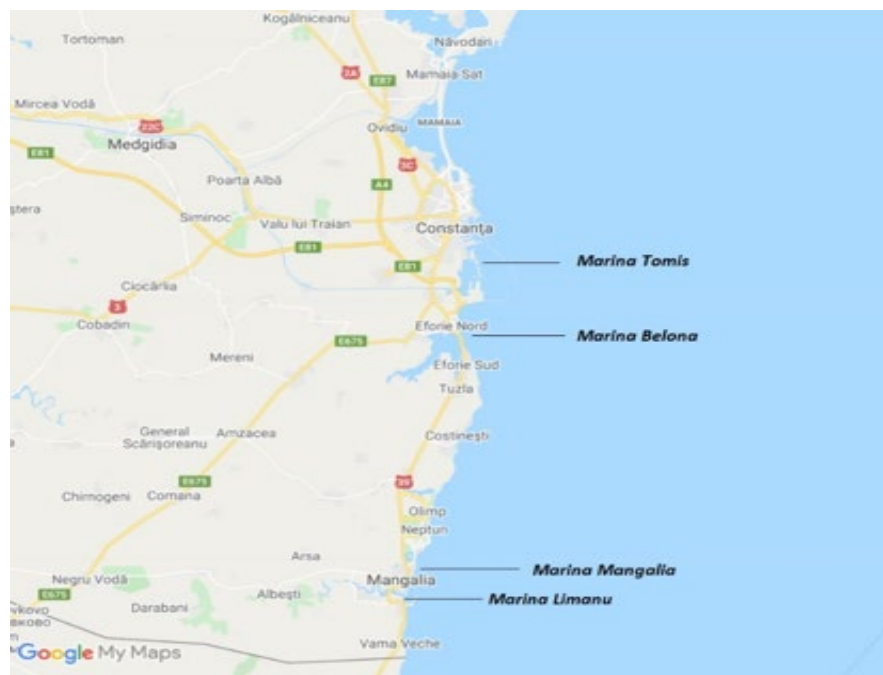 Kogălniceanu
Tortoman
Năvodari
2A
E87
Mamaia-Sat
Mircea Vodă
22C
Ovidiu
MAMAIA
Medgidia
E81
3C
Poarta Albă
A4
ștera
Siminoc
Valu lui Traian
Constanța
E81
E81
Marina Tomis
Ciocârlia
3
Cobadin
Eforie Nord
Marina Belona
E675
Mereni
Eforie Sud
Tuzla
General
Scărișoreanu
Amzacea
Costinești
E675
39
Chirnogeni
Comana
Olimp
Neptun
Arsa
Marina Mangalia
Negru Vodă
Mangalia
E675
Albești
Marina Limanu
Darabani
vkovo
Vama Veche
Google My Maps